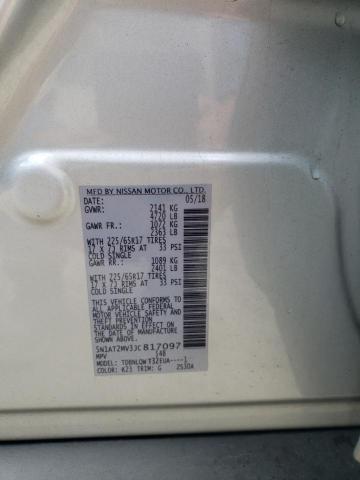 MFD BY NISSAN MOTOR CO., LTD.
DATE: 05/18
GVWR: 2141 KG
4720 LB
GAWR FR: 1072 KG
2363 LB
WITH 225/65R17 TIRES
17 X 7J RIMS AT 33 PSI
COLD SINGLE
GAWR RR: 1089 KG
2401 LB
WITH 225/65R17 TIRES
17 X 7J RIMS AT 33 PSI
COLD SINGLE
THIS VEHICLE CONFORMS TO
ALL APPLICABLE FEDERAL
MOTOR VEHICLE SAFETY
STANDARDS IN EFFECT ON
THE DATE OF MANUFACTURE
SHOWN ABOVE.
5N1AT2MV3JC817097
MPV
MODEL: TDBNLQWT32EUA----1
COLOR: K23 TRIM: G